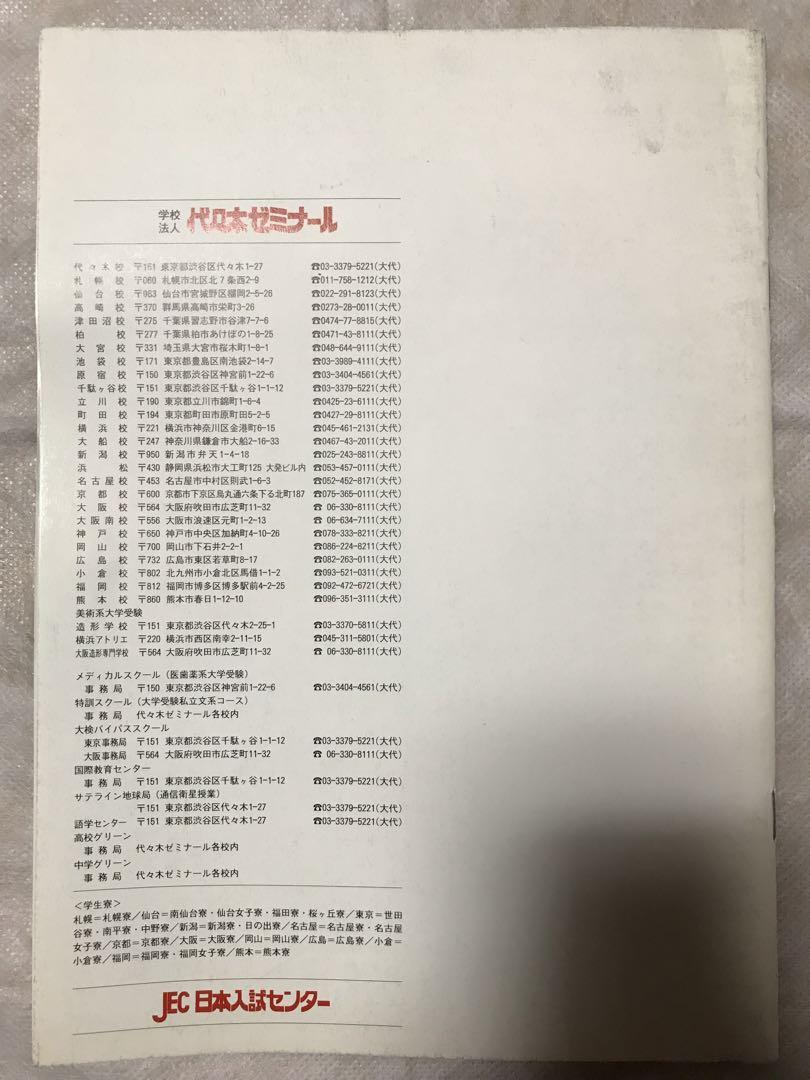 学校
法人 代々木ゼミナール
代々木校 〒151 東京都渋谷区代々木1-27 ☎03-3379-5221(大代)
札幌校 〒060 札幌市北区北7条西2-9 ☎011-758-1212(大代)
仙台校 〒983 仙台市宮城野区榴岡2-5-26 ☎022-291-8123(大代)
高崎校 〒370 群馬県高崎市栄町3-26 ☎0273-28-0011(大代)
津田沼校 〒275 千葉県習志野市谷津7-7-6 ☎0474-77-8815(大代)
柏校 〒277 千葉県柏市あけぼの1-8-25 ☎0471-43-8111(大代)
大宮校 〒331 埼玉県大宮市桜木町1-8-1 ☎048-644-9111(大代)
池袋校 〒171 東京都豊島区南池袋2-14-7 ☎03-3989-4111(大代)
原宿校 〒150 東京都渋谷区神宮前1-22-6 ☎03-3404-4561(大代)
千駄ヶ谷校 〒151 東京都渋谷区千駄ヶ谷1-1-12 ☎03-3379-5221(大代)
立川校 〒190 東京都立川市錦町1-6-4 ☎0425-23-6111(大代)
町田校 〒194 東京都町田市原町田5-2-5 ☎0427-29-8111(大代)
横浜校 〒221 横浜市神奈川区金港町6-15 ☎045-461-2131(大代)
大船校 〒247 神奈川県鎌倉市大船2-16-33 ☎0467-43-2011(大代)
新潟校 〒950 新潟市弁天1-4-18 ☎025-243-8811(大代)
浜松 〒430 静岡県浜松市大工町125 大発ビル内 ☎053-457-0111(大代)
名古屋校 〒453 名古屋市中村区則武1-6-3 ☎052-452-8171(大代)
京都校 〒600 京都市下京区烏丸通六条下る北町187 ☎075-365-0111(大代)
大阪校 〒564 大阪府吹田市広芝町11-32 ☎06-330-8111(大代)
大阪南校 〒556 大阪市浪速区元町1-2-13 ☎06-634-7111(大代)
神戸校 〒650 神戸市中央区加納町4-10-26 ☎078-333-8211(大代)
岡山校 〒700 岡山市下石井2-2-1 ☎086-224-8211(大代)
広島校 〒732 広島市東区若草町8-17 ☎082-263-0111(大代)
小倉校 〒802 北九州市小倉北区馬借1-1-2 ☎093-521-0311(大代)
福岡校 〒812 福岡市博多区博多駅前4-2-25 ☎092-472-6721(大代)
熊本校 〒860 熊本市春日1-12-10 ☎096-351-3111(大代)
美術系大学受験
造形学校 〒151 東京都渋谷区代々木2-25-1 ☎03-3370-5811(大代)
横浜アトリエ 〒220 横浜市西区南幸2-11-15 ☎045-311-5801(大代)
大阪造形専門学校 〒564 大阪府吹田市広芝町11-32 ☎06-330-8111(大代)
メディカルスクール(医歯薬系大学受験)
事務局 〒150 東京都渋谷区神宮前1-22-6 ☎03-3404-4561(大代)
特訓スクール(大学受験私立文系コース)
事務局 代々木ゼミナール各校内
大検バイパススクール
東京事務局 〒151 東京都渋谷区千駄ヶ谷1-1-12 ☎03-3379-5221(大代)
大阪事務局 〒564 大阪府吹田市広芝町11-32 ☎06-330-8111(大代)
国際教育センター
事務局 〒151 東京都渋谷区千駄ヶ谷1-1-12 ☎03-3379-5221(大代)
サテライン地球局(通信衛星授業)
〒151 東京都渋谷区代々木1-27 ☎03-3379-5221(大代)
語学センター 〒151 東京都渋谷区代々木1-27 ☎03-3379-5221(大代)
高校グリーン
事務局 代々木ゼミナール各校内
中学グリーン
事務局 代々木ゼミナール各校内
<学生寮>
札幌=札幌寮/仙台=南仙台寮・仙台女子寮・福田寮・桜ヶ丘寮/東京=世田
谷寮・南平寮・中野寮/新潟=新潟寮・日の出寮/名古屋=名古屋寮・名古屋
女子寮/京都=京都寮/大阪=大阪寮/岡山=岡山寮/広島=広島寮/小倉=
小倉寮/福岡=福岡寮・福岡女子寮/熊本=熊本寮
JEC 日本入試センター